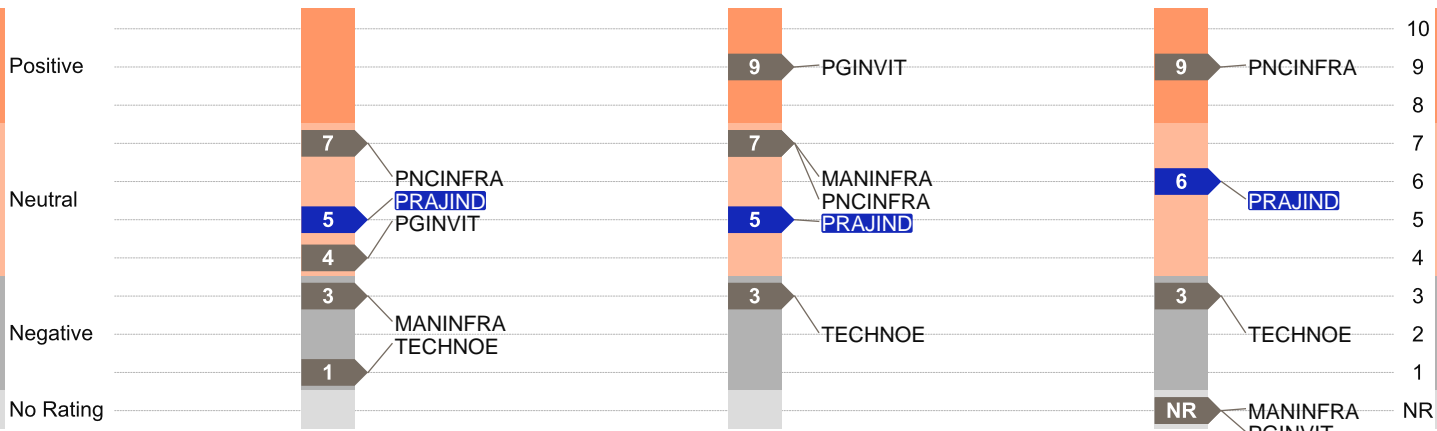 10
Positive
9 PGINVIT
9 PNCINFRA
9
8
7
7
7
PNCINFRA
MANINFRA
6
6
PRAJIND
PNCINFRA
PRAJIND
Neutral
5
PGINVIT
5 PRAJIND
5
4
4
3
3
3
3
MANINFRA
TECHNOE
TECHNOE
Negative
2
TECHNOE
1
1
No Rating
NR MANINFRA
NR
PGINVIT